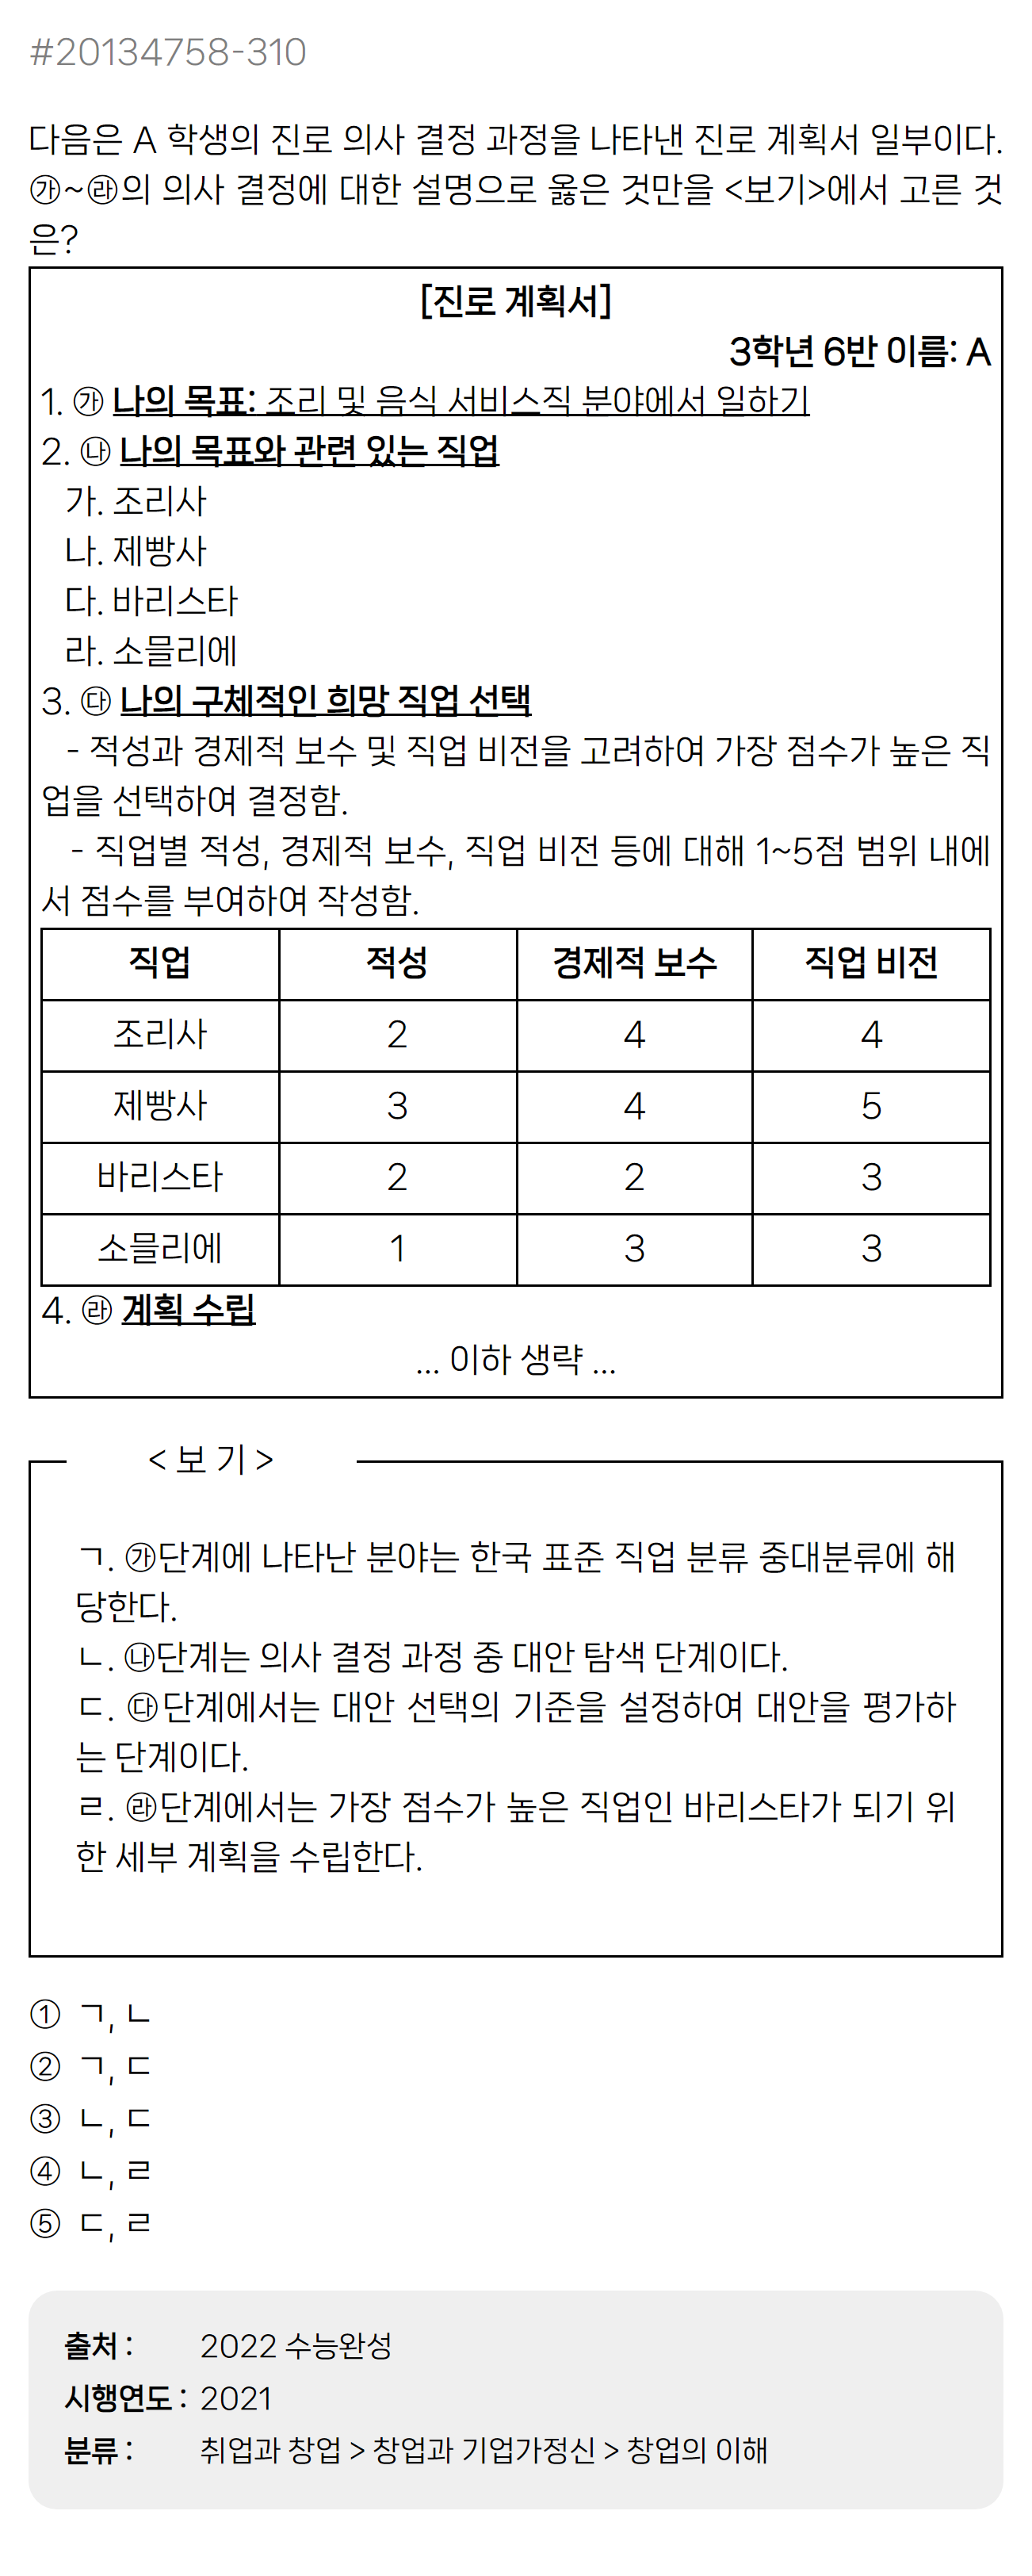 #20134758-310
다음은 A 학생의 진로 의사 결정 과정을 나타낸 진로 계획서 일부이다.
㉮~㉱의 의사 결정에 대한 설명으로 옳은 것만을 <보기>에서 고른 것
은?
[진로 계획서]
3학년 6반 이름: A
1. ㉮ 나의 목표: 조리 및 음식 서비스직 분야에서 일하기
2. ㉯ 나의 목표와 관련 있는 직업
가. 조리사
나. 제빵사
다. 바리스타
라. 소믈리에
3. ㉰ 나의 구체적인 희망 직업 선택
- 적성과 경제적 보수 및 직업 비전을 고려하여 가장 점수가 높은 직
업을 선택하여 결정함.
- 직업별 적성, 경제적 보수, 직업 비전 등에 대해 1~5점 범위 내에
서 점수를 부여하여 작성함.
직업 적성 경제적 보수 직업 비전
조리사 2 4 4
제빵사 3 4 5
바리스타 2 2 3
소믈리에 1 3 3
4. ㉱ 계획 수립
... 이하 생략 ...
< 보 기 >
ㄱ. ㉮단계에 나타난 분야는 한국 표준 직업 분류 중대분류에 해
당한다.
ㄴ. ㉯단계는 의사 결정 과정 중 대안 탐색 단계이다.
ㄷ. ㉰단계에서는 대안 선택의 기준을 설정하여 대안을 평가하
는 단계이다.
ㄹ. ㉱단계에서는 가장 점수가 높은 직업인 바리스타가 되기 위
한 세부 계획을 수립한다.
① ㄱ, ㄴ
② ㄱ, ㄷ
③ ㄴ, ㄷ
④ ㄴ, ㄹ
⑤ ㄷ, ㄹ
출처 : 2022 수능완성
시행연도 : 2021
분류 : 취업과 창업 > 창업과 기업가정신 > 창업의 이해